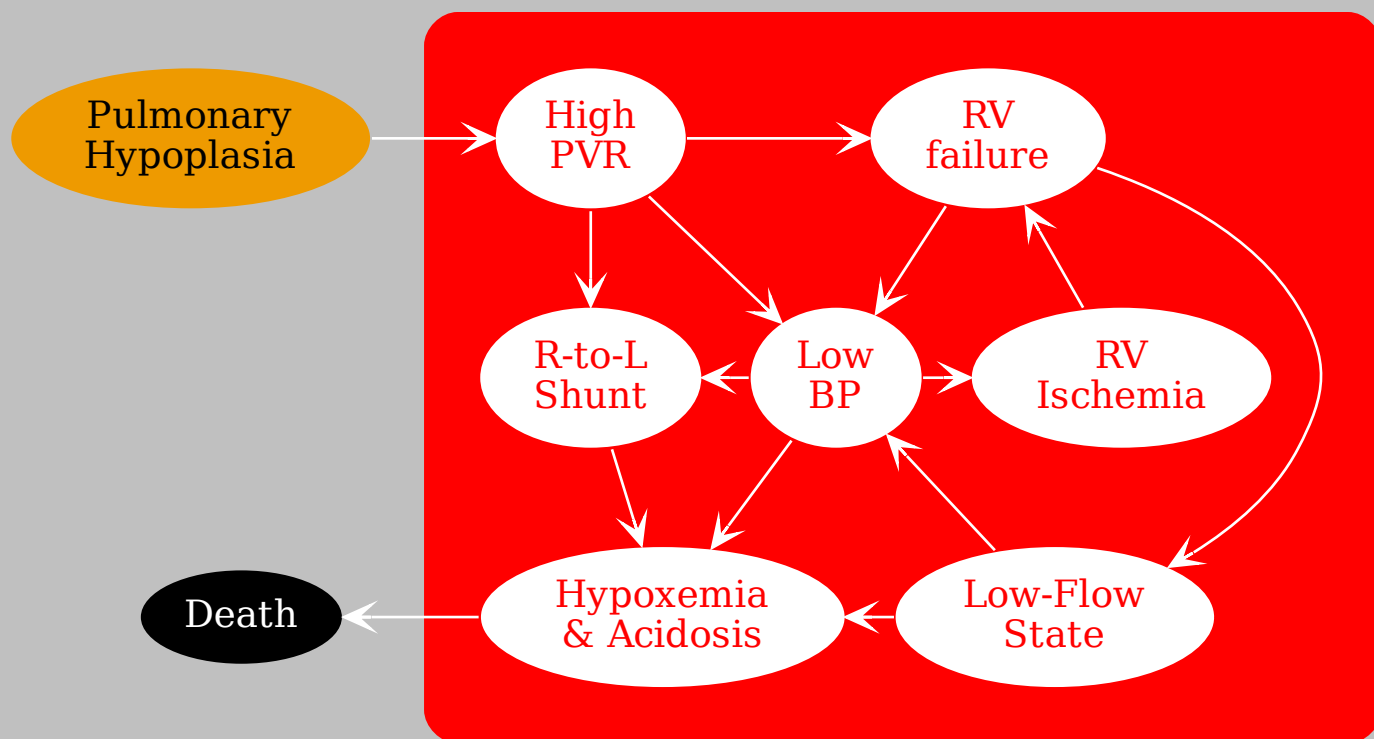 Pulmonary
Hypoplasia
High
PVR
RV
failure
R-to-L
Shunt
Low
BP
RV
Ischemia
Death
Hypoxemia
& Acidosis
Low-Flow
State